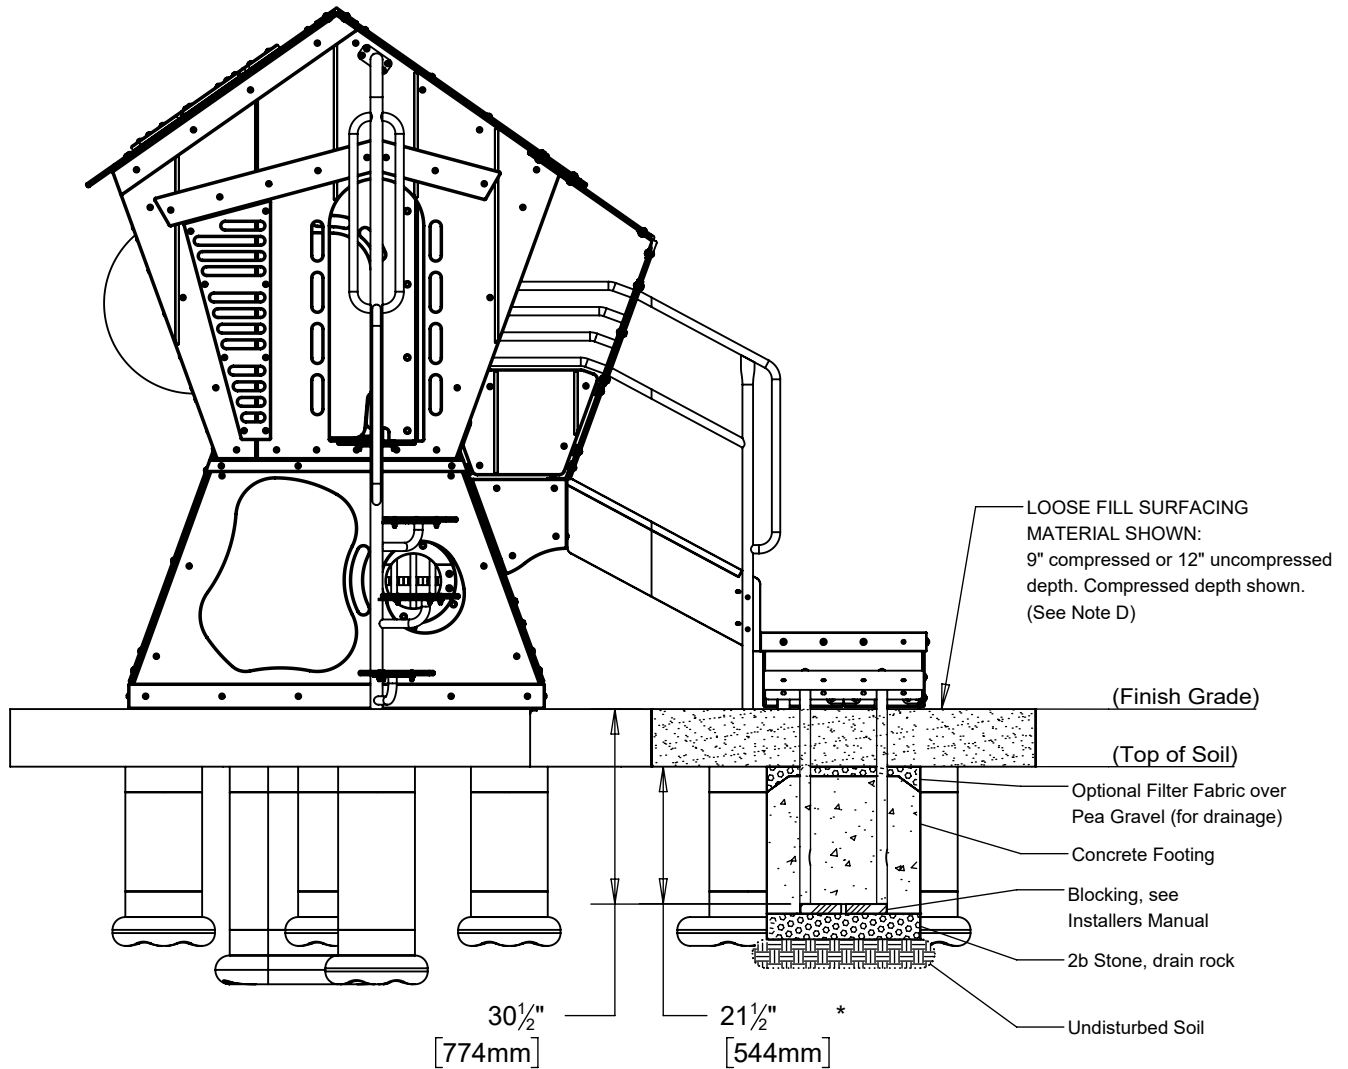 LOOSE FILL SURFACING
MATERIAL SHOWN:
9" compressed or 12" uncompressed
depth. Compressed depth shown.
(See Note D)
(Finish Grade)
(Top of Soil)
Optional Filter Fabric over
Pea Gravel (for drainage)
Concrete Footing
Blocking, see
Installers Manual
2b Stone, drain rock
Undisturbed Soil
30½"
[774mm]
21½" *
[544mm]